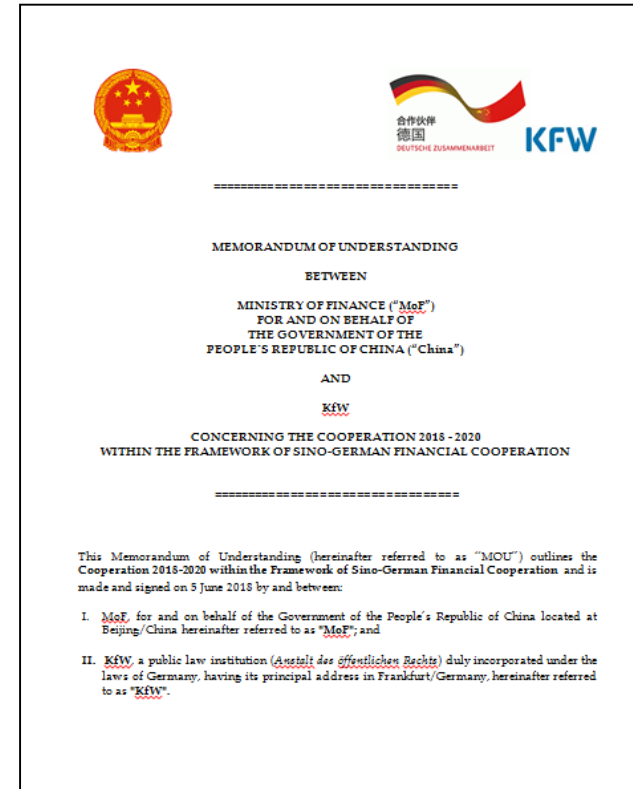 合作伙伴
德国
DEUTSCHE ZUSAMMENARBEIT
KFW
==================================
MEMORANDUM OF UNDERSTANDING
BETWEEN
MINISTRY OF FINANCE ("MoF")
FOR AND ON BEHALF OF
THE GOVERNMENT OF THE
PEOPLE'S REPUBLIC OF CHINA ("China")
AND
KfW
CONCERNING THE COOPERATION 2018 - 2020
WITHIN THE FRAMEWORK OF SINO-GERMAN FINANCIAL COOPERATION
==================================
This Memorandum of Understanding (hereinafter referred to as "MOU") outlines the
Cooperation 2018-2020 within the Framework of Sino-German Financial Cooperation and is
made and signed on 5 June 2018 by and between:
I. MoF, for and on behalf of the Government of the People's Republic of China located at
Beijing/China hereinafter referred to as "MoF"; and
II. KfW, a public law institution (Anstalt des öffentlichen Rechts) duly incorporated under the
laws of Germany, having its principal address in Frankfurt/Germany, hereinafter referred
to as "KfW".